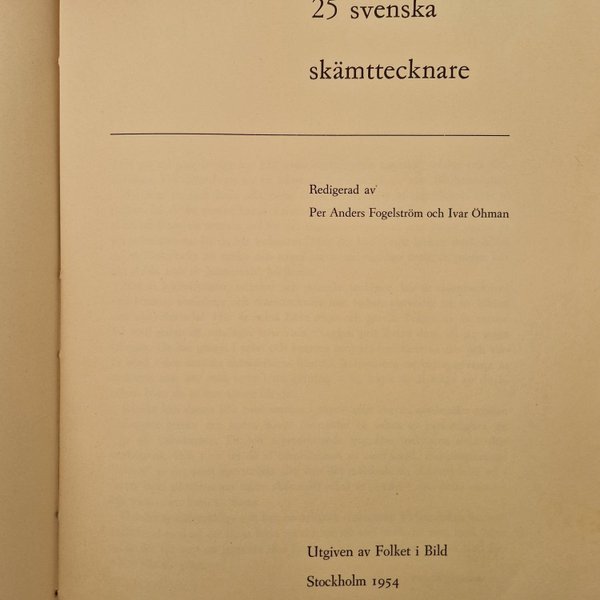 25 svenska
skämttecknare
Redigerad av
Per Anders Fogelström och Ivar Öhman
Utgiven av Folket i Bild
Stockholm 1954